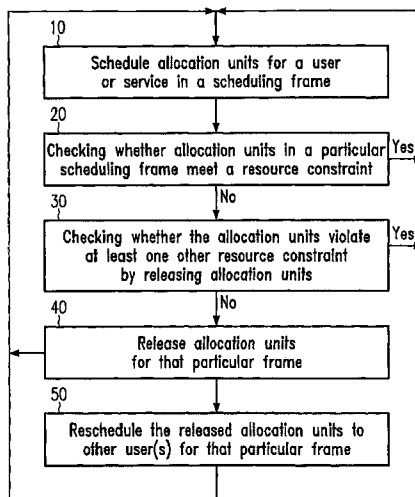 10
Schedule allocation units for a user
or service in a scheduling frame
20
Checking whether allocation units in a particular
scheduling frame meet a resource constraint
Yes
No
30
Checking whether the allocation units violate
at least one other resource constraint
by releasing allocation units
Yes
No
40
Release allocation units
for that particular frame
50
Reschedule the released allocation units to
other user(s) for that particular frame